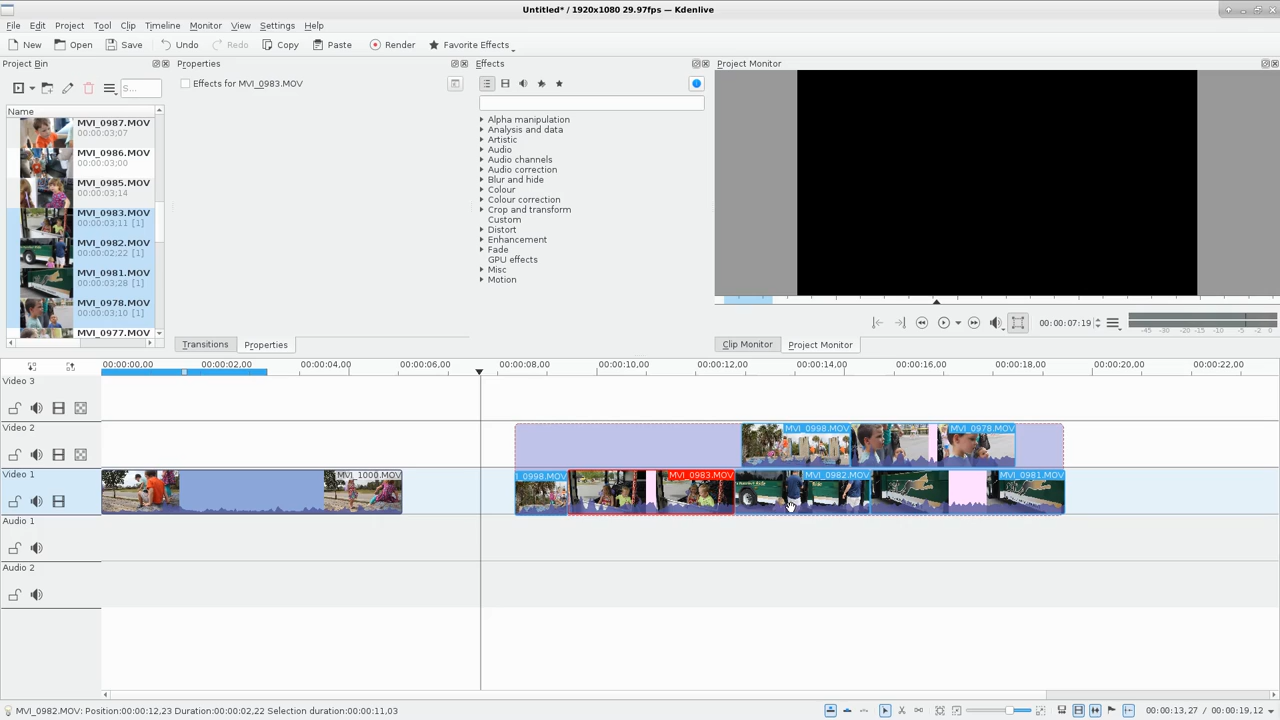 Untitled* / 1920x1080 29.97fps — Kdenlive
File Edit Project Tool Clip Timeline Monitor View Settings Help
New Open Save Undo Redo Copy Paste Render Favorite Effects
Project Bin Properties Effects Project Monitor
S... Effects for MVI_0983.MOV
Name
MVI_0987.MOV
00:00:03;07
MVI_0986.MOV
00:00:03;00
MVI_0985.MOV
00:00:03;14
MVI_0983.MOV
00:00:03;11 [1]
MVI_0982.MOV
00:00:02;22 [1]
MVI_0981.MOV
00:00:03;28 [1]
MVI_0978.MOV
00:00:03;10 [1]
MVI_0977.MOV
Alpha manipulation
Analysis and data
Artistic
Audio
Audio channels
Audio correction
Blur and hide
Colour
Colour correction
Crop and transform
Custom
Distort
Enhancement
Fade
GPU effects
Misc
Motion
00:00:07;19
-45 -30 -20 -15 -10 -5 -2 0
Transitions Properties Clip Monitor Project Monitor
00:00:00,00 00:00:02,00 00:00:04,00 00:00:06,00 00:00:08,00 00:00:10,00 00:00:12,00 00:00:14,00 00:00:16,00 00:00:18,00 00:00:20,00 00:00:22,00
Video 3
Video 2
MVI_0998.MOV MVI_0978.MOV
Video 1
MVI_1000.MOV I_0998.MOV MVI_0983.MOV MVI_0982.MOV MVI_0981.MOV
Audio 1
Audio 2
MVI_0982.MOV: Position:00:00:12,23 Duration:00:00:02,22 Selection duration:00:00:11,03 00:00:13,27 / 00:00:19,12